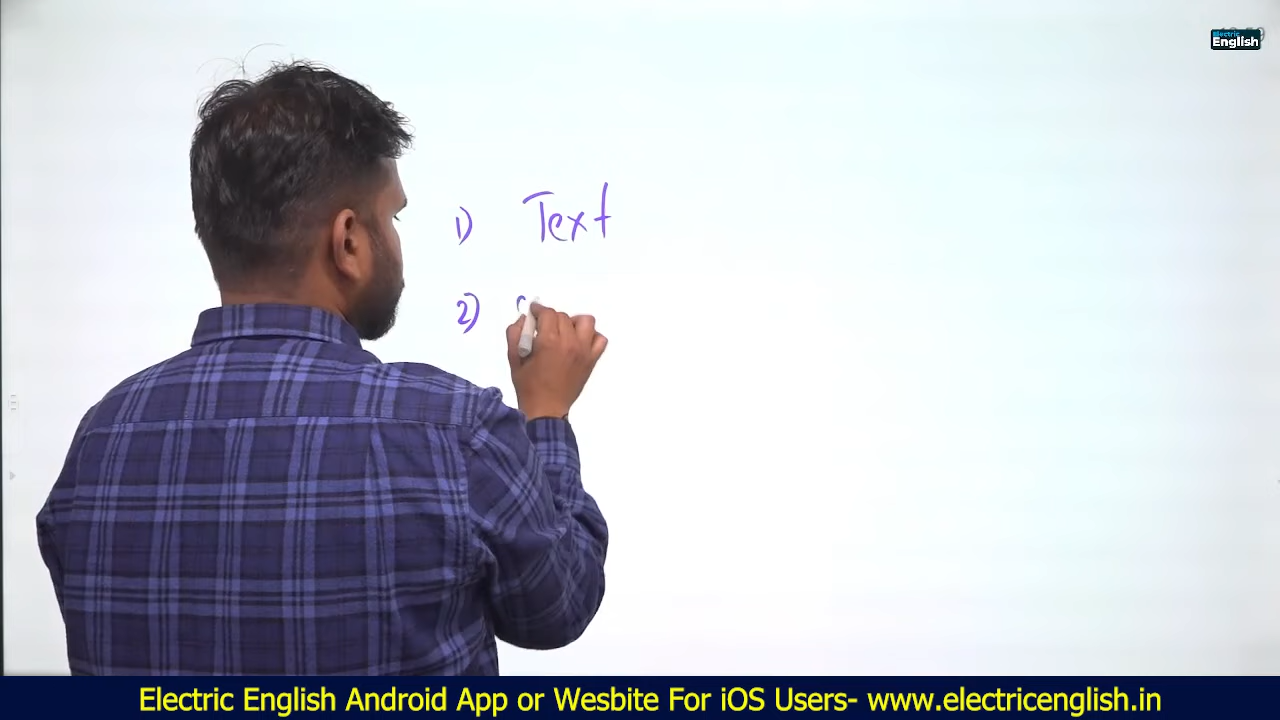 Electric
English
1) Text
2)
Electric English Android App or Wesbite For iOS Users- www.electricenglish.in